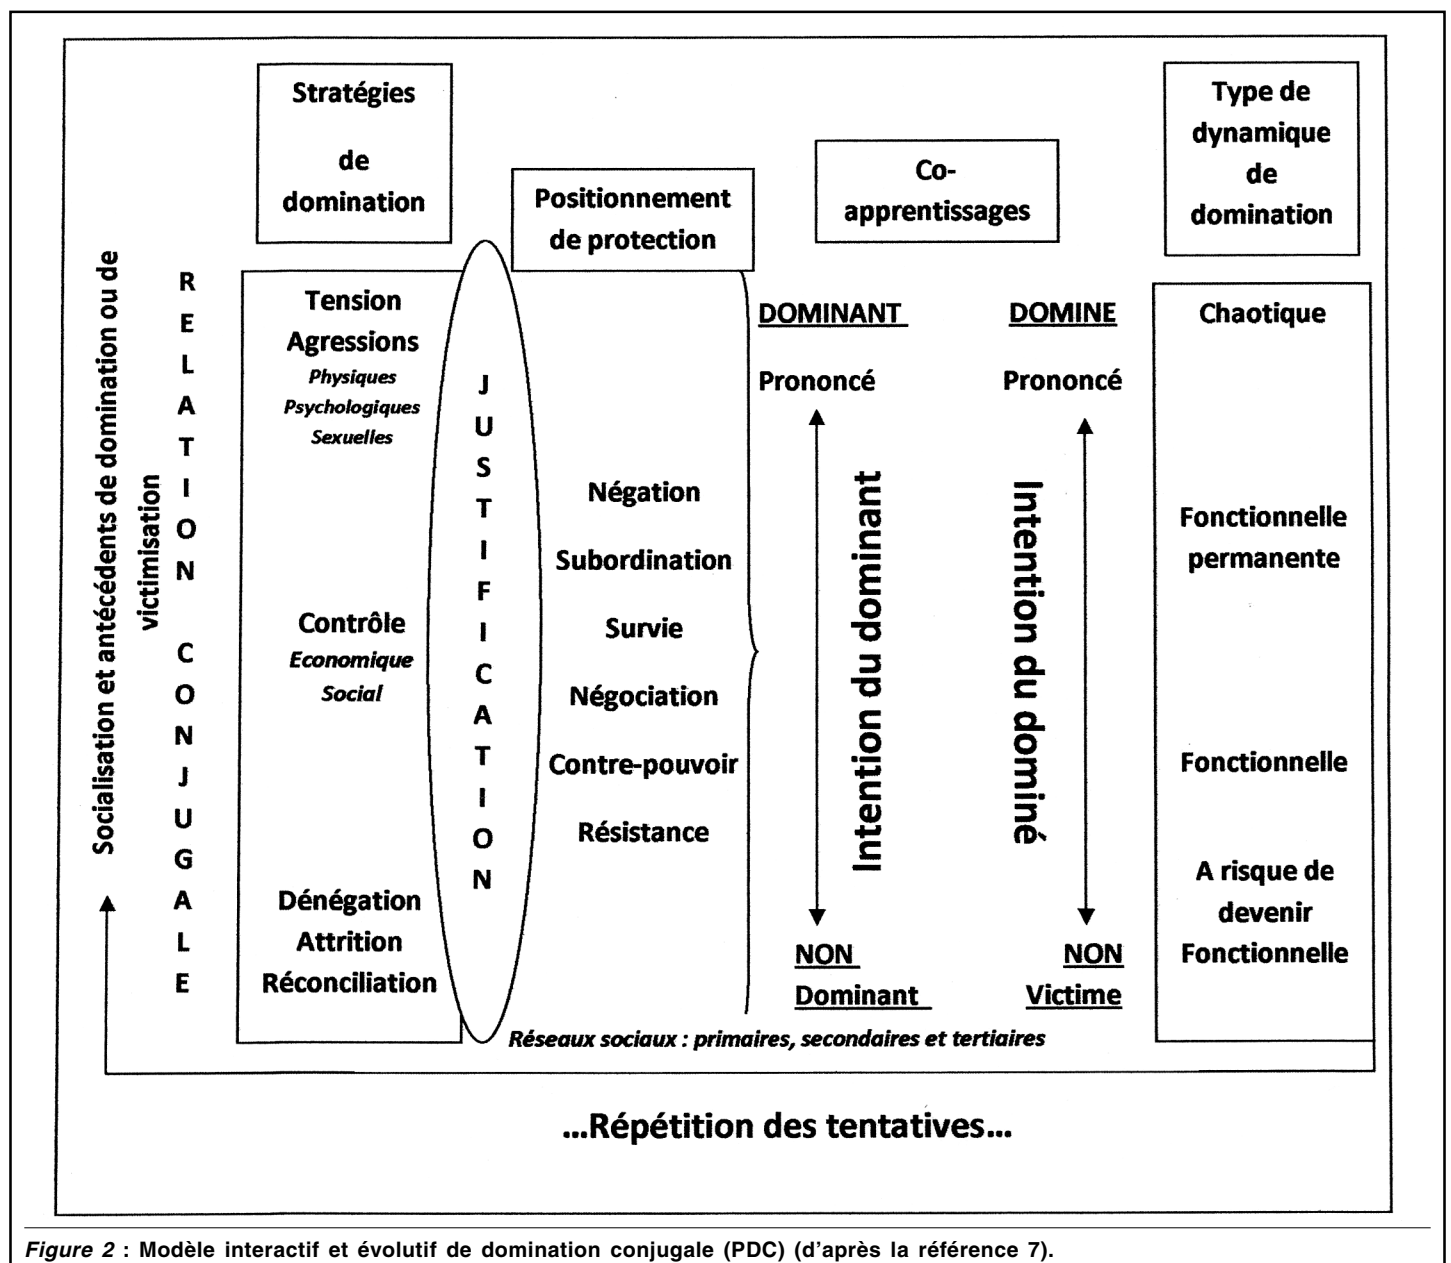 Socialisation et antécédents de domination ou de
victimisation
RELATION CONJUGALE
Stratégies
de
domination
Tension
Agressions
Physiques
Psychologiques
Sexuelles
Contrôle
Economique
Social
Dénégation
Attrition
Réconciliation
JUSTIFICATION
Positionnement
de protection
Négation
Subordination
Survie
Négociation
Contre-pouvoir
Résistance
Co-
apprentissages
DOMINANT
Prononcé
Intention du dominant
NON
Dominant
DOMINE
Prononcé
Intention du dominé
NON
Victime
Type de
dynamique
de
domination
Chaotique
Fonctionnelle
permanente
Fonctionnelle
A risque de
devenir
Fonctionnelle
Réseaux sociaux : primaires, secondaires et tertiaires
...Répétition des tentatives...
Figure 2 : Modèle interactif et évolutif de domination conjugale (PDC) (d'après la référence 7).